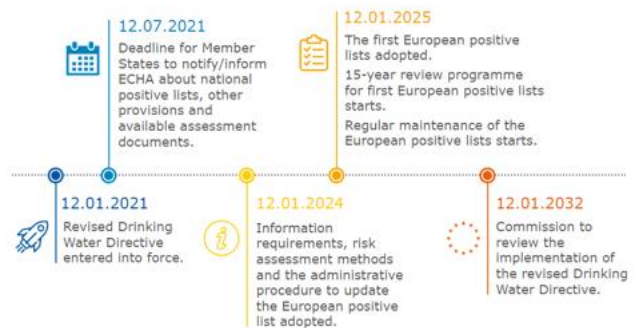 12.07.2021
Deadline for Member
States to notify/inform
ECHA about national
positive lists, other
provisions and
available assessment
documents.
12.01.2025
The first European positive
lists adopted.
15-year review programme
for first European positive lists
starts.
Regular maintenance of the
European positive lists starts.
12.01.2021
Revised Drinking
Water Directive
entered into force.
12.01.2024
Information
requirements, risk
assessment methods
and the administrative
procedure to update
the European positive
list adopted.
12.01.2032
Commission to
review the
implementation of
the revised Drinking
Water Directive.